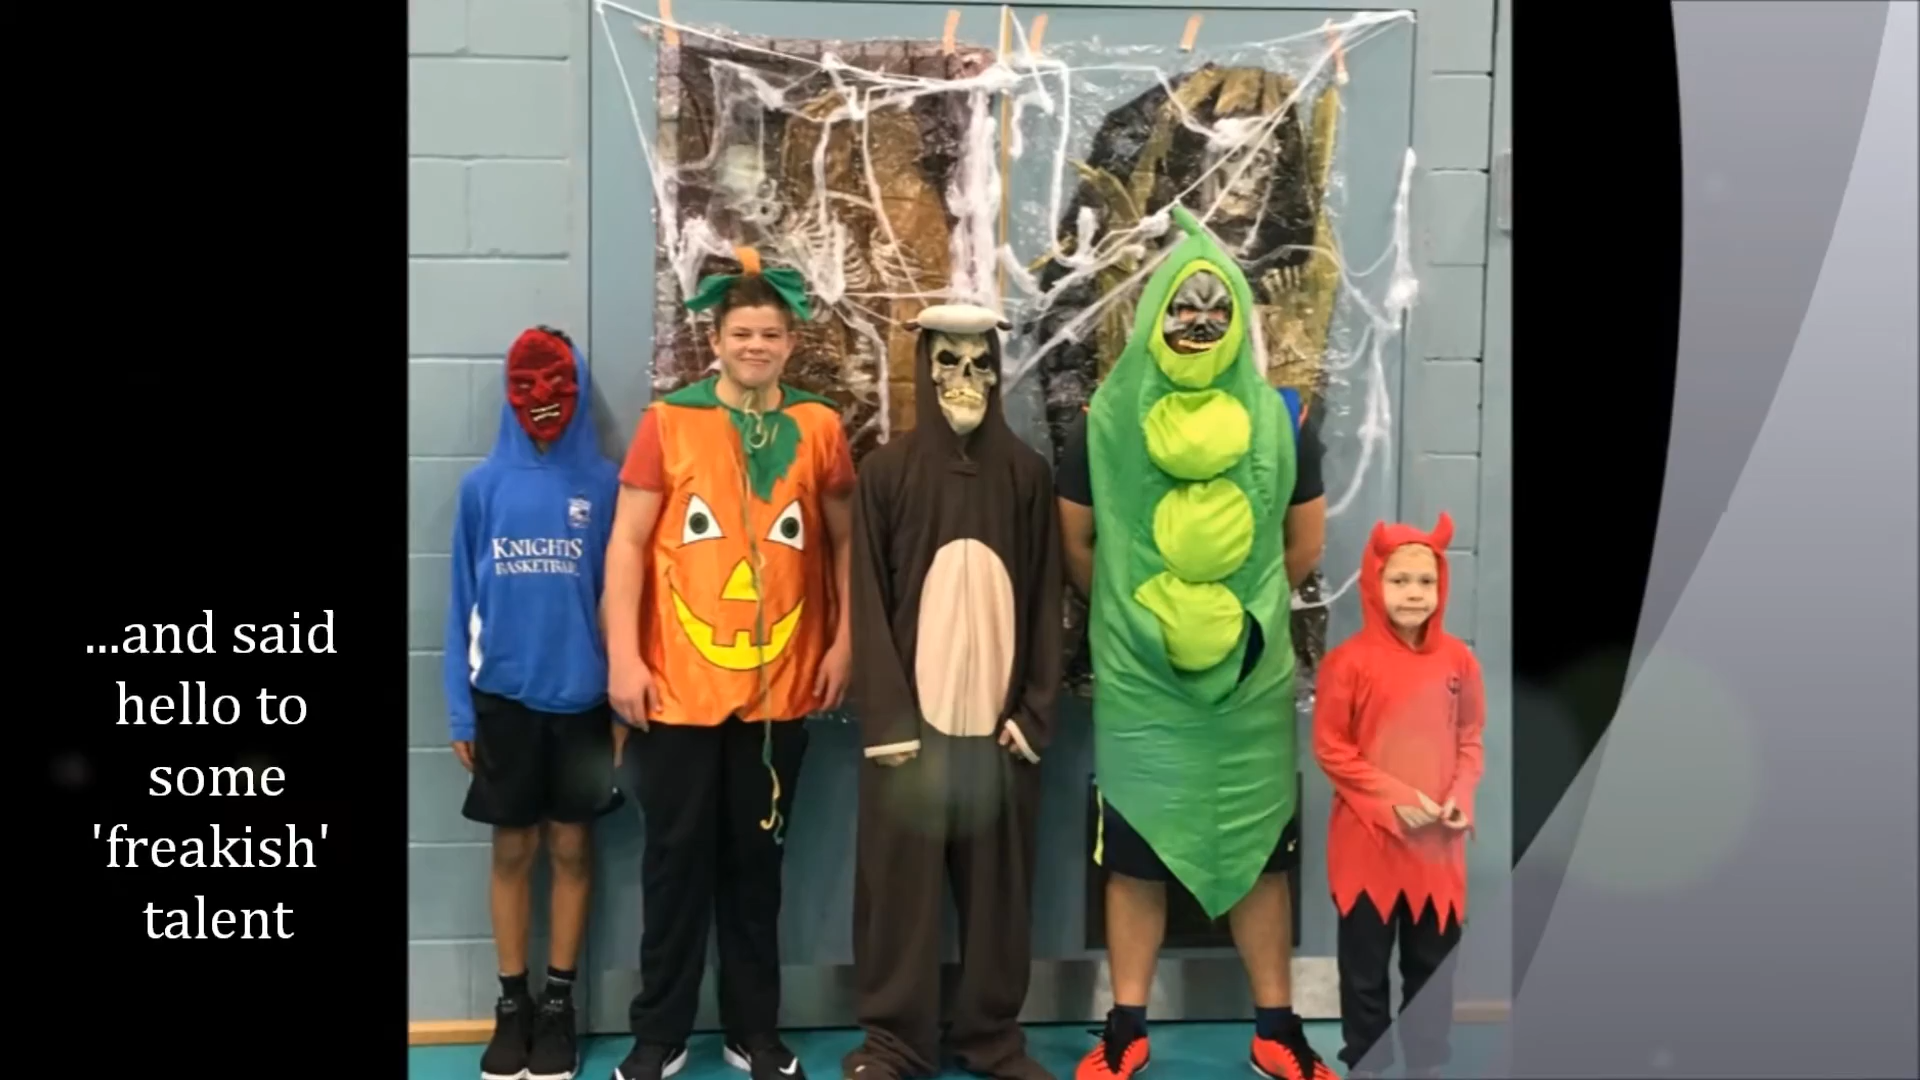 ...and said
hello to
some
'freakish'
talent
KNIGHTS
BASKETBALL